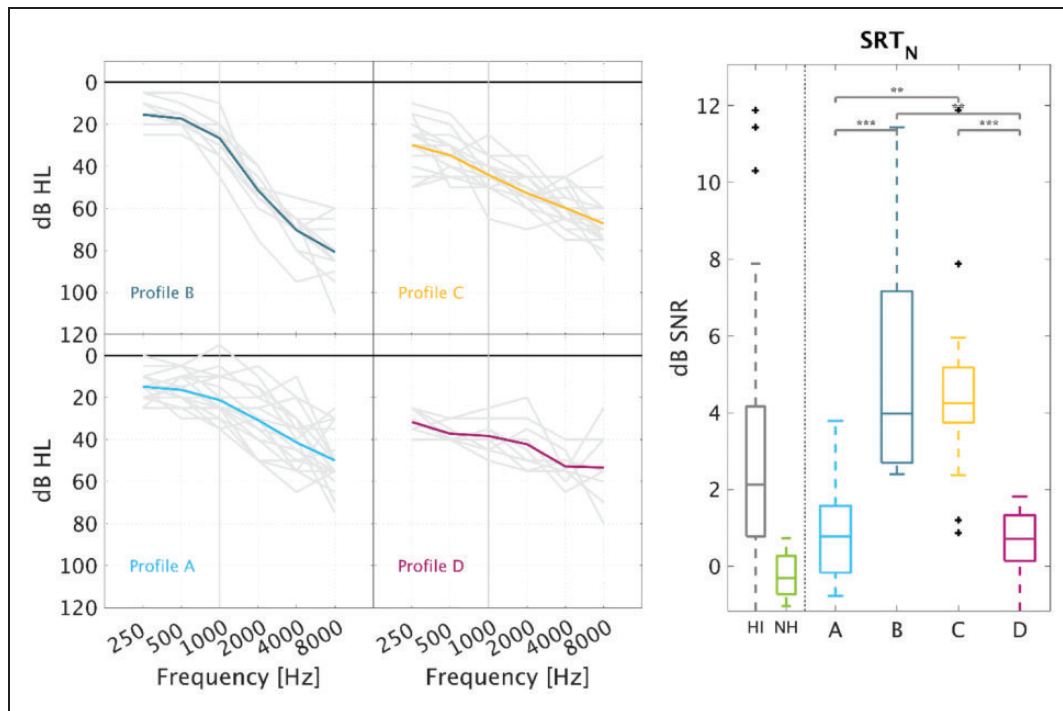 SRT_N
0
20
40
60
80
100
120
dB HL
Profile B
Profile C
0
20
40
60
80
100
120
dB HL
Profile A
Profile D
250
500
1000
2000
4000
8000
250
500
1000
2000
4000
8000
Frequency [Hz]
Frequency [Hz]
12
10
8
6
4
2
0
dB SNR
**
**
***
***
HI
NH
A
B
C
D